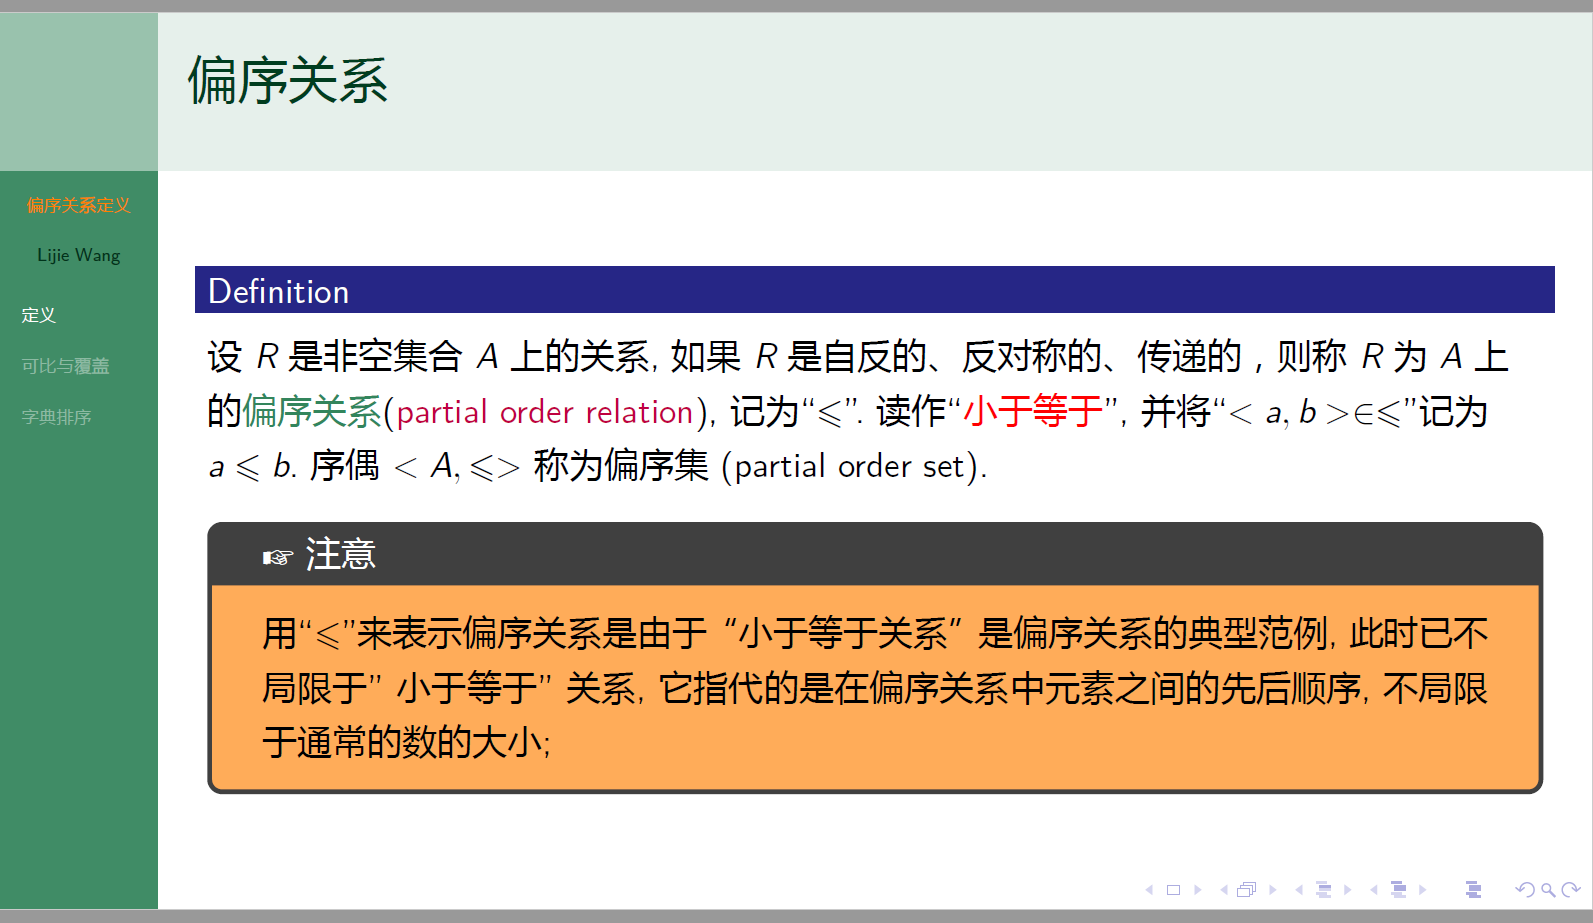 偏序关系
偏序关系定义
Lijie Wang
定义
可比与覆盖
字典排序
Definition
设 R 是非空集合 A 上的关系, 如果 R 是自反的、反对称的、传递的，则称 R 为 A 上
的偏序关系(partial order relation), 记为“⩽”. 读作“小于等于”, 并将“< a, b >∈⩽”记为
a ⩽ b. 序偶 < A, ⩽> 称为偏序集 (partial order set).
☞ 注意
用“⩽”来表示偏序关系是由于 “小于等于关系” 是偏序关系的典型范例, 此时已不
局限于” 小于等于” 关系, 它指代的是在偏序关系中元素之间的先后顺序, 不局限
于通常的数的大小;